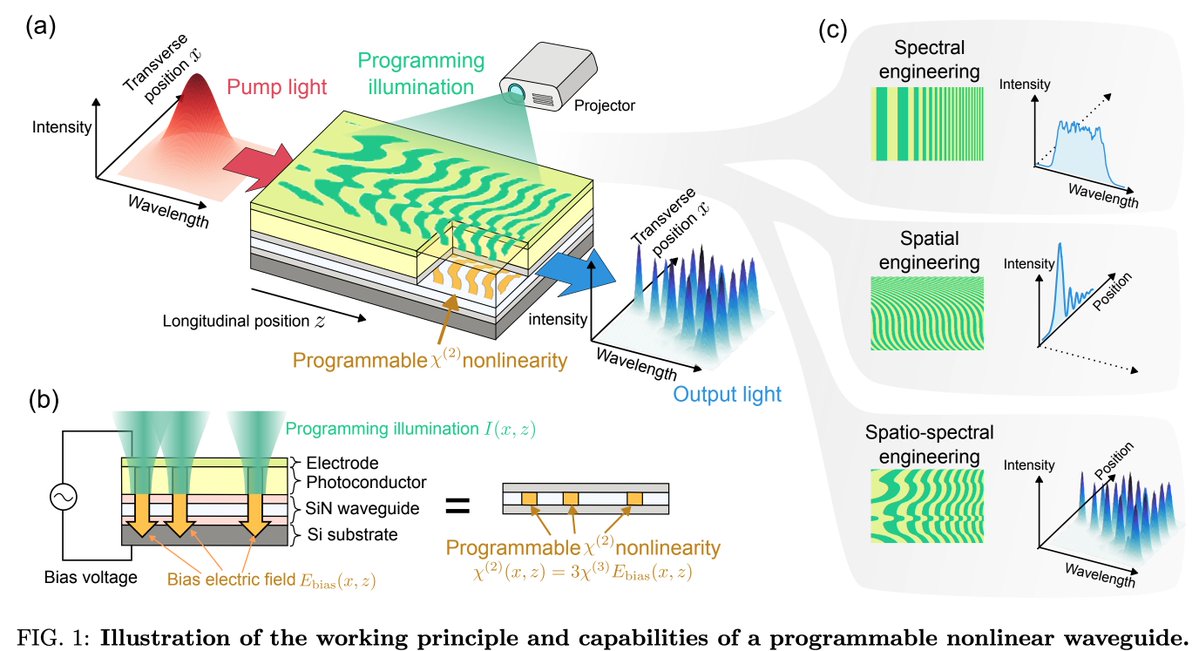 (a)
Transverse
position x
Intensity
Wavelength
Pump light
Programming
illumination
Projector
Longitudinal position z
Programmable χ⁽²⁾ nonlinearity
Transverse
position x
intensity
Wavelength
Output light
(b)
Programming illumination I(x, z)
Electrode
Photoconductor
SiN waveguide
Si substrate
Bias voltage
Bias electric field E_bias(x, z)
=
Programmable χ⁽²⁾ nonlinearity
χ⁽²⁾(x, z) = 3χ⁽³⁾E_bias(x, z)
(c)
Spectral
engineering
Intensity
Wavelength
Spatial
engineering
Intensity
Position
Spatio-spectral
engineering
Intensity
Position
Wavelength
FIG. 1: Illustration of the working principle and capabilities of a programmable nonlinear waveguide.